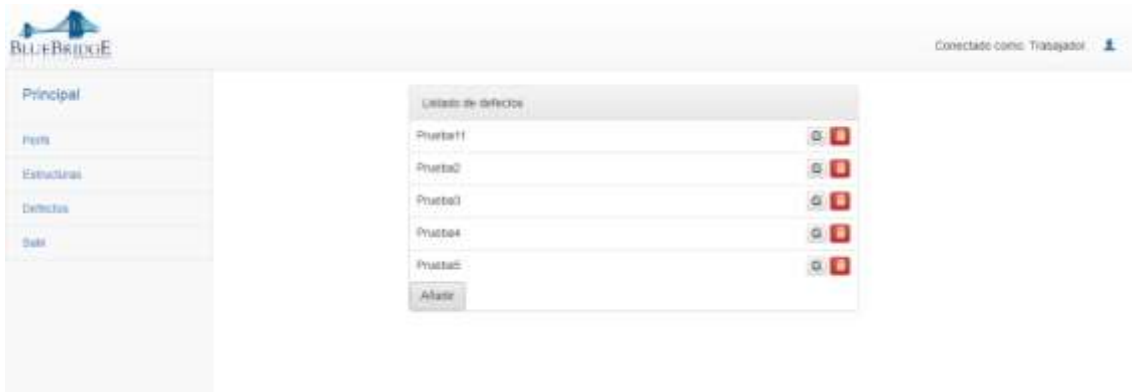 BLUEBRIDGE
Conectado como: Trabajador
Principal
Perfil
Estructuras
Defectos
Salir
Listado de defectos
Prueba11
Prueba2
Prueba3
Prueba4
Prueba5
Añadir